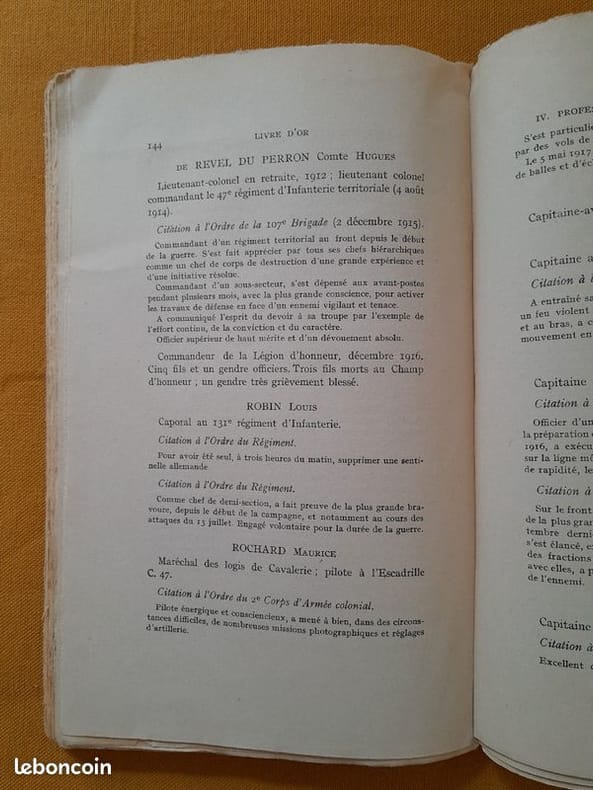 144
LIVRE D'OR
DE REVEL DU PERRON Comte HUGUES
Lieutenant-colonel en retraite, 1912 ; lieutenant colonel
commandant le 47e régiment d'Infanterie territoriale (4 août
1914).
Citation à l'Ordre de la 107e Brigade (2 décembre 1915).
Commandant d'un régiment territorial au front depuis le début
de la guerre. S'est fait apprécier par tous ses chefs hiérarchiques
comme un chef de corps de destruction d'une grande expérience et
d'une initiative résolue.
Commandant d'un sous-secteur, s'est dépensé aux avant-postes
pendant plusieurs mois, avec la plus grande conscience, pour activer
les travaux de défense en face d'un ennemi vigilant et tenace.
A communiqué l'esprit du devoir à sa troupe par l'exemple de
l'effort continu, de la conviction et du caractère.
Officier supérieur de haut mérite et d'un dévouement absolu.
Commandeur de la Légion d'honneur, décembre 1916.
Cinq fils et un gendre officiers. Trois fils morts au Champ
d'honneur ; un gendre très grièvement blessé.
ROBIN LOUIS
Caporal au 131e régiment d'Infanterie.
Citation à l'Ordre du Régiment.
Pour avoir été seul, à trois heures du matin, supprimer une senti-
nelle allemande
Citation à l'Ordre du Régiment.
Comme chef de demi-section, a fait preuve de la plus grande bra-
voure, depuis le début de la campagne, et notamment au cours des
attaques du 13 juillet. Engagé volontaire pour la durée de la guerre.
ROCHARD MAURICE
Maréchal des logis de Cavalerie ; pilote à l'Escadrille
C. 47.
Citation à l'Ordre du 2e Corps d'Armée colonial.
Pilote énergique et consciencieux, a mené à bien, dans des circons-
tances difficiles, de nombreuses missions photographiques et réglages
d'artillerie.
IV. PROFES
S'est particuliè
par des vols de
Le 5 mai 1917
de balles et d'éc
Capitaine-av
Capitaine a
Citation à
A entraîné sa
un feu violent
et au bras, a c
mouvement en
Capitaine
Citation à
Officier d'un
la préparation
1916, a exécu
sur la ligne mê
de rapidité, le
Citation à
Sur le front
de la plus gran
tembre derni
s'est élancé, e
des fractions
avec elles, a p
de l'ennemi.
Capitaine
Citation à
Excellent
leboncoin